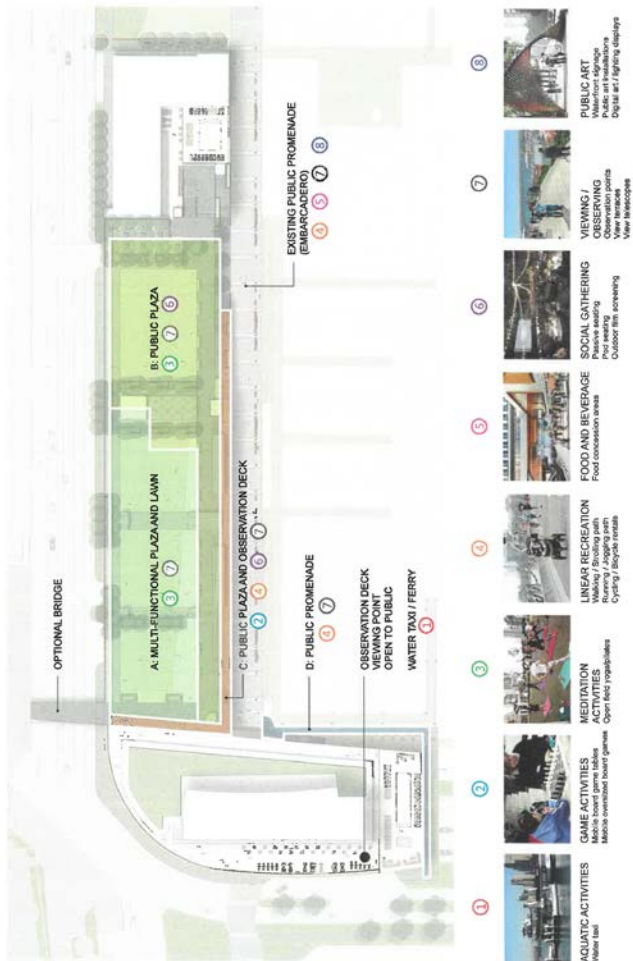 OPTIONAL BRIDGE
A: MULTI-FUNCTIONAL PLAZA AND LAWN
3 7
B: PUBLIC PLAZA
3 7 6
C: PUBLIC PLAZA AND OBSERVATION DECK
2 4 6 7
EXISTING PUBLIC PROMENADE
(EMBARCADERO)
4 5 7 8
D: PUBLIC PROMENADE
4 7
OBSERVATION DECK
VIEWING POINT
OPEN TO PUBLIC
WATER TAXI / FERRY
1
1
AQUATIC ACTIVITIES
Water taxi
2
GAME ACTIVITIES
Mobile board game tables
Mobile oversized board games
3
MEDITATION
ACTIVITIES
Open field yoga/pilates
4
LINEAR RECREATION
Walking / Strolling path
Running / Jogging path
Cycling / Bicycle rentals
5
FOOD AND BEVERAGE
Food concession areas
6
SOCIAL GATHERING
Passive seating
Pod seating
Outdoor film screening
7
VIEWING /
OBSERVING
Observation points
View terraces
View telescopes
8
PUBLIC ART
Waterfront signage
Public art installations
Digital art / lighting displays